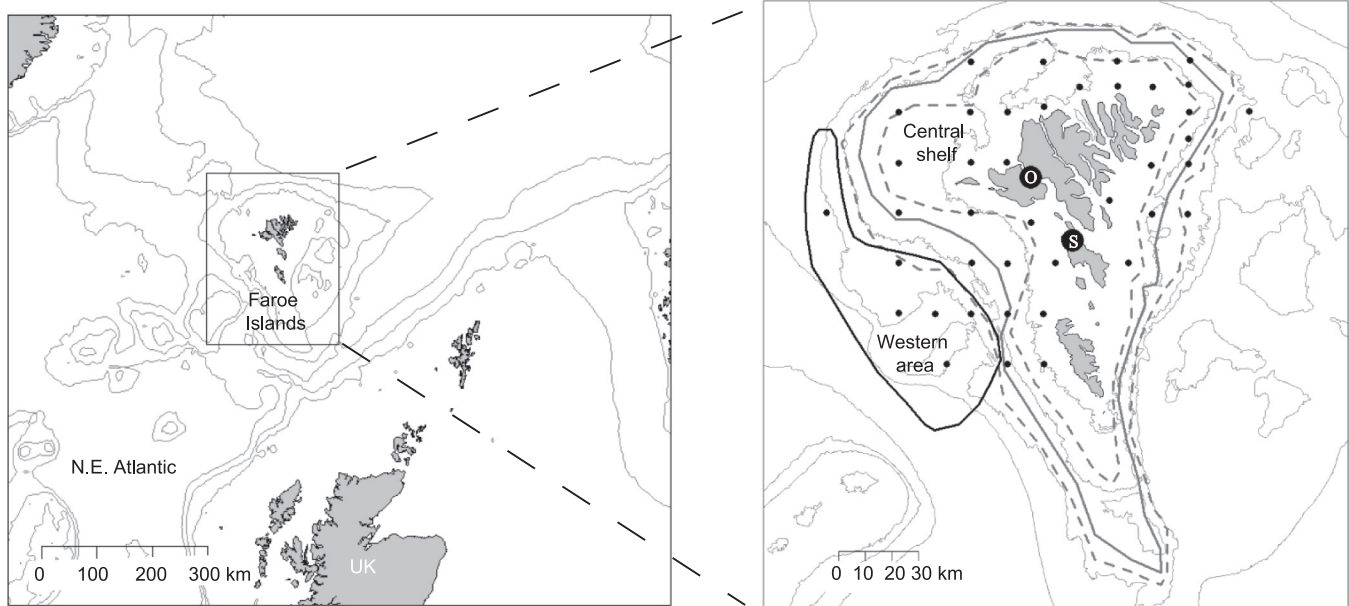 Faroe
Islands
N.E. Atlantic
UK
0 100 200 300 km
Central
shelf
O
S
Western
area
0 10 20 30 km